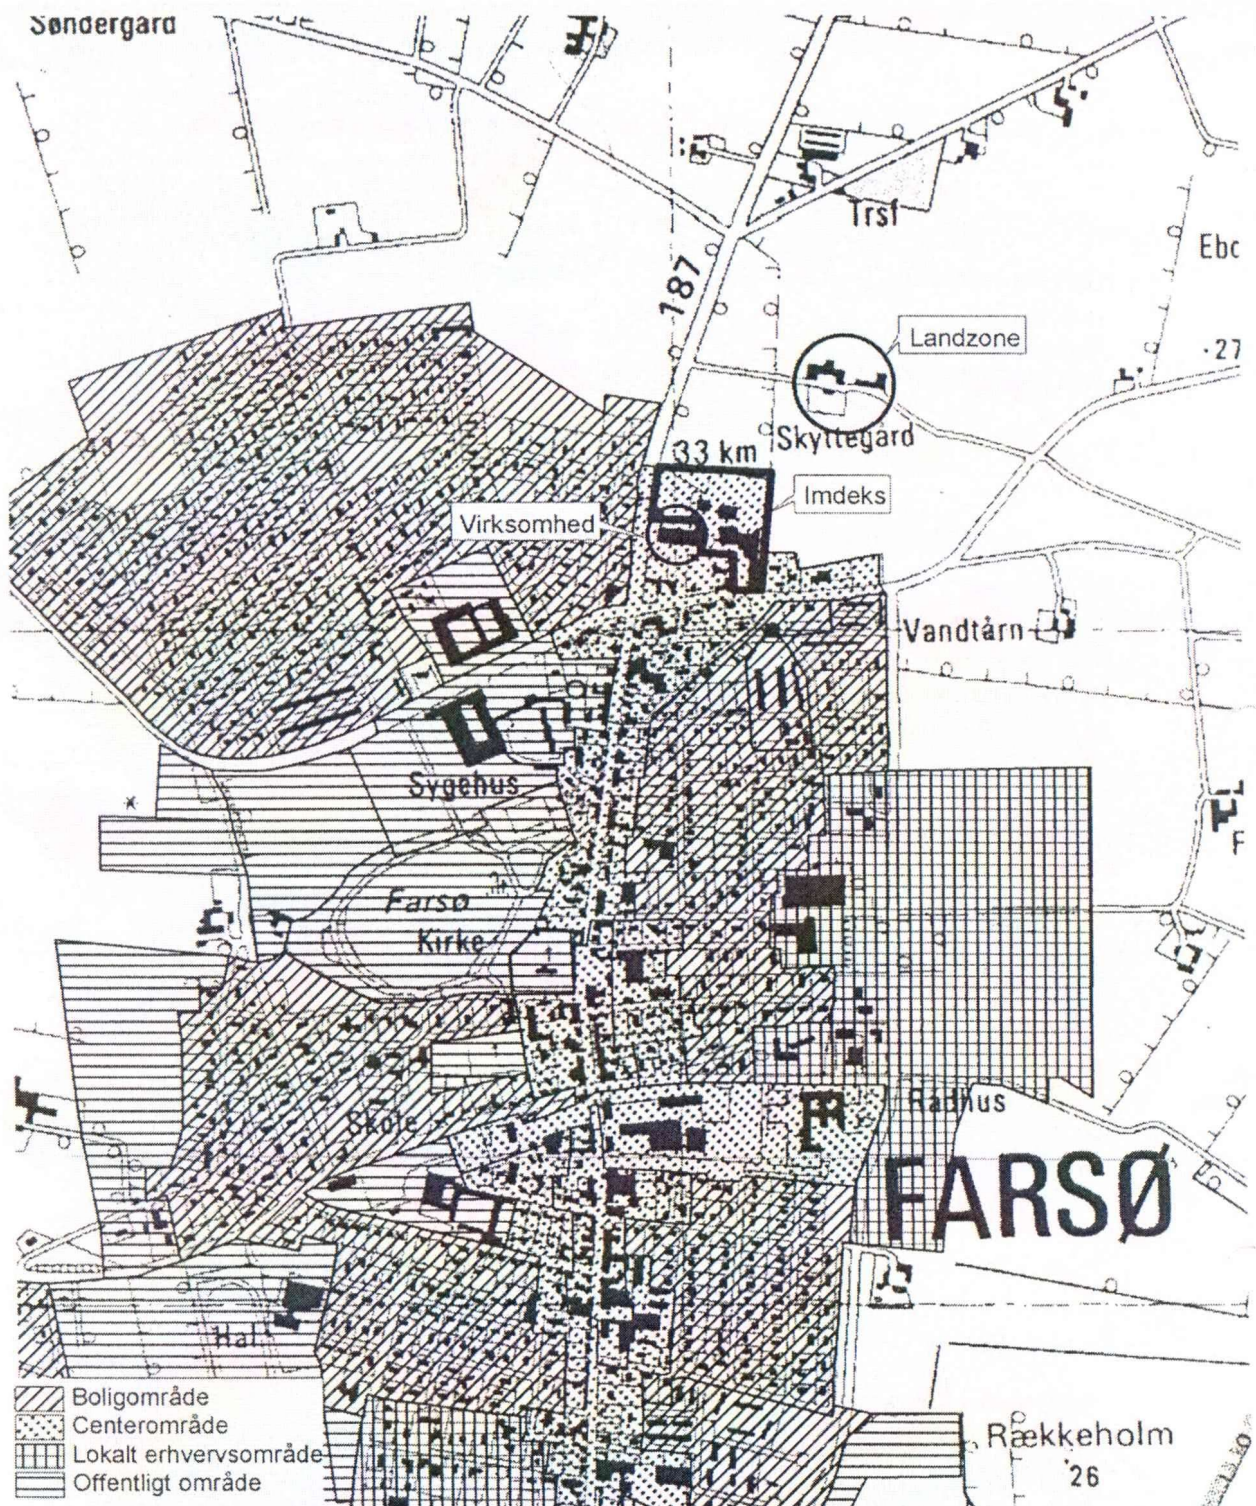 Søndergård
Trsf
Ebc
187
Landzone
27
Skyttegård
33 km
Imdeks
Virksomhed
Vandtårn
Sygehus
F
Farsø
Kirke
Rådhus
Skole
FARSØ
Hal
Boligområde
Centerområde
Lokalt erhvervsområde
Offentligt område
Rækkeholm
26